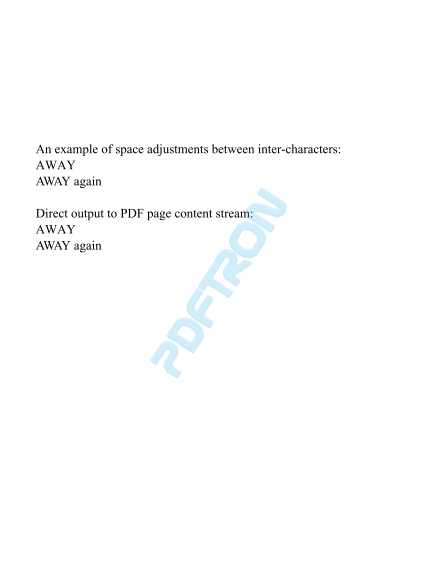 An example of space adjustments between inter-characters:
AWAY
AWAY again
Direct output to PDF page content stream:
AWAY
AWAY again
PDFTRON